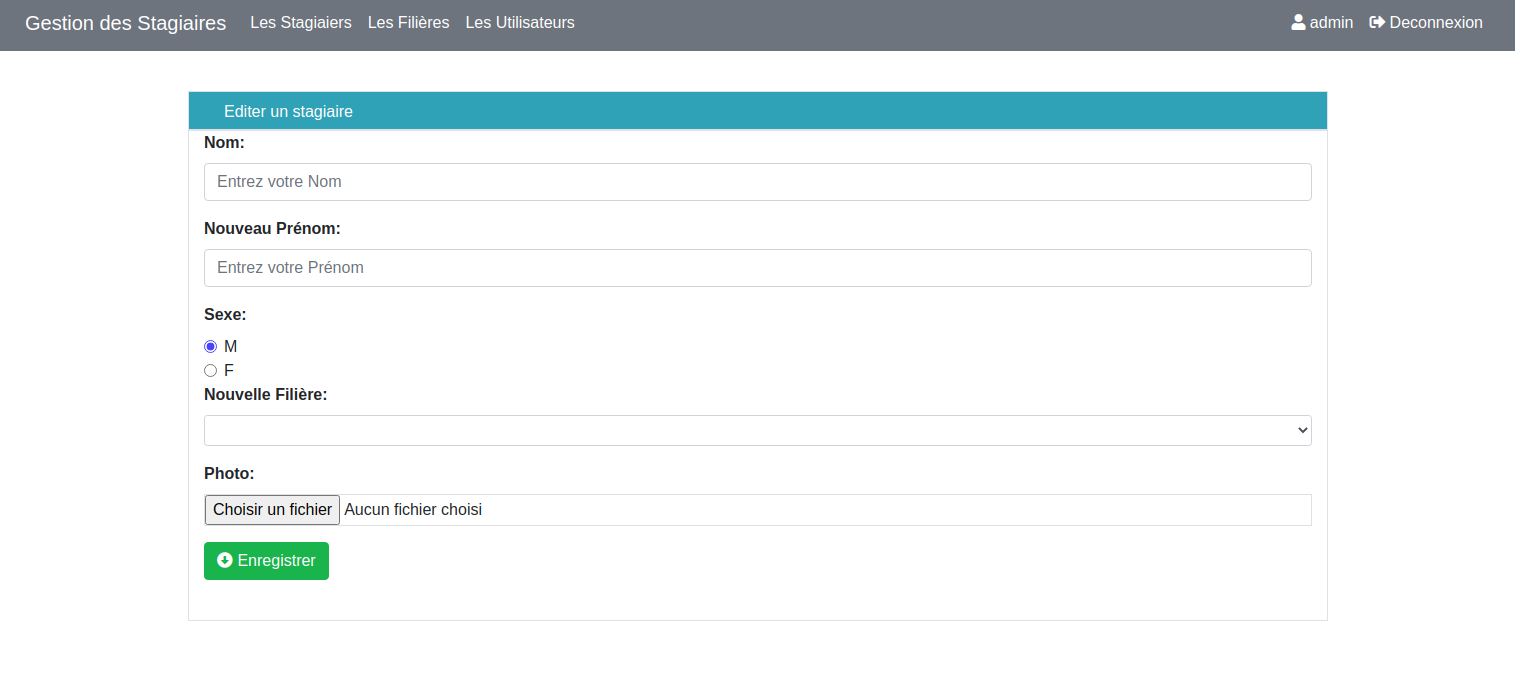 Gestion des Stagiaires Les Stagiaiers Les Filières Les Utilisateurs admin Deconnexion
Editer un stagiaire
Nom:
Entrez votre Nom
Nouveau Prénom:
Entrez votre Prénom
Sexe:
M
F
Nouvelle Filière:
Photo:
Choisir un fichier Aucun fichier choisi
Enregistrer